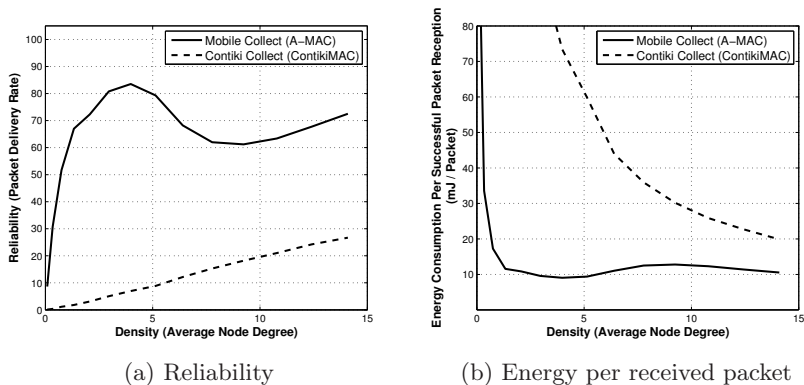 100
90
80
70
60
50
40
30
20
10
0
0
5
10
15
Reliability (Packet Delivery Rate)
Density (Average Node Degree)
Mobile Collect (A-MAC)
Contiki Collect (ContikiMAC)
(a) Reliability
80
70
60
50
40
30
20
10
0
5
10
15
Energy Consumption Per Successful Packet Reception
(mJ / Packet)
Density (Average Node Degree)
Mobile Collect (A-MAC)
Contiki Collect (ContikiMAC)
(b) Energy per received packet